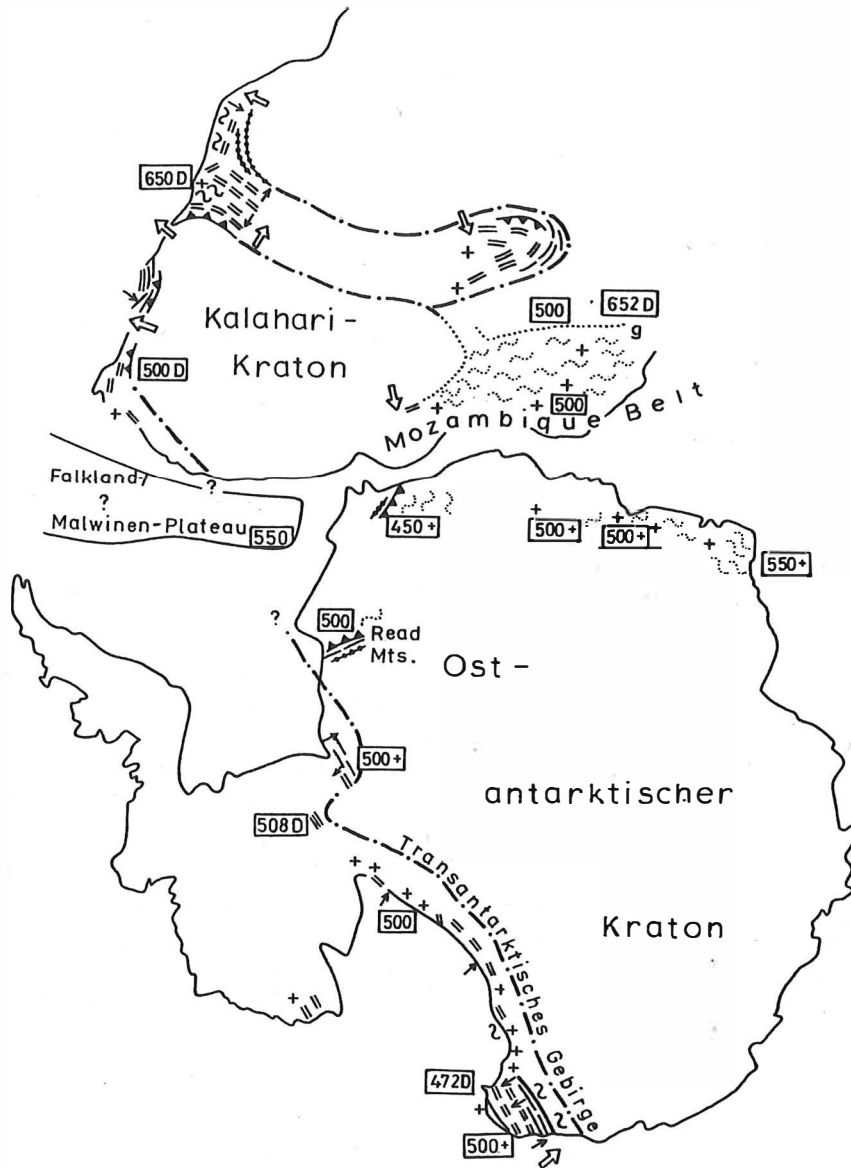 650 D
Kalahari-
Kraton
500
652 D
g
500 D
500
Mozambique Belt
Falkland-/
?
?
Malwinen-Plateau
550
450+
500+
500+
550+
?
500
Read
Mts.
Ost-
500+
antarktischer
508 D
Transantarktisches Gebirge
500
Kraton
472D
500+